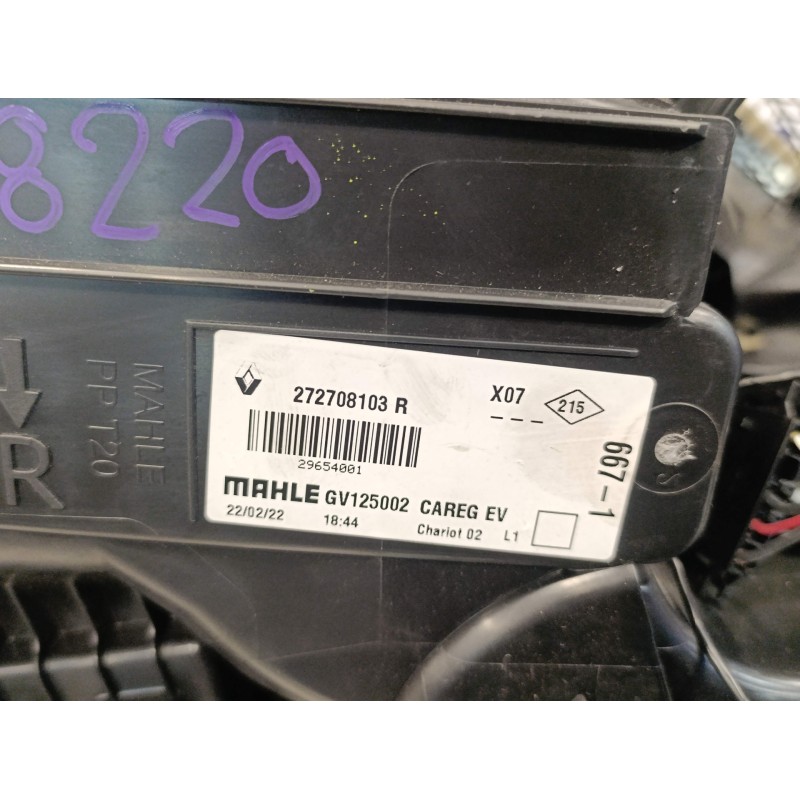 8220
MAHLE
PP T20
R
272708103 R
X07
215
29654001
667-1
MAHLE GV125002 CAREG EV
22/02/22 18:44 Chariot 02 L1
S